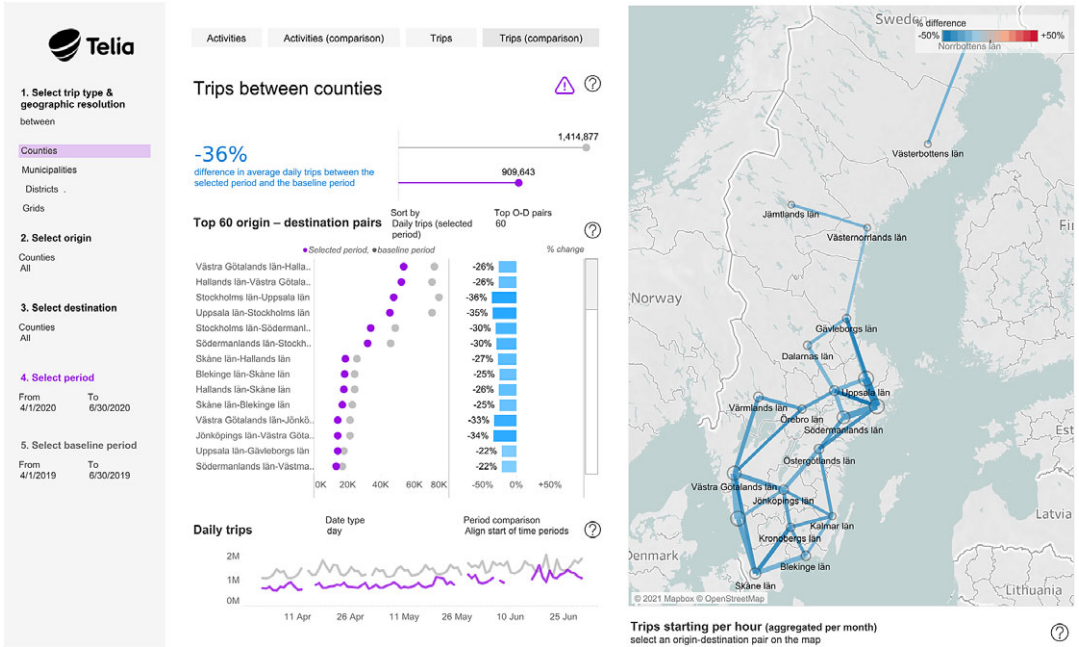 Telia
1. Select trip type &
geographic resolution
between
Counties
Municipalities
Districts .
Grids
2. Select origin
Counties
All
3. Select destination
Counties
All
4. Select period
From To
4/1/2020 6/30/2020
5. Select baseline period
From To
4/1/2019 6/30/2019
Activities Activities (comparison) Trips Trips (comparison)
Trips between counties
?
-36%
difference in average daily trips between the
selected period and the baseline period
1,414,877
909,643
Top 60 origin – destination pairs
Sort by
Daily trips (selected
period)
Top O-D pairs
60
?
Selected period, baseline period % change
Västra Götalands län-Halla.. -26%
Hallands län-Västra Götala.. -26%
Stockholms län-Uppsala län -36%
Uppsala län-Stockholms län -35%
Stockholms län-Södermanl.. -30%
Södermanlands län-Stockh.. -30%
Skåne län-Hallands län -27%
Blekinge län-Skåne län -25%
Hallands län-Skåne län -26%
Skåne län-Blekinge län -25%
Västra Götalands län-Jönkö.. -33%
Jönköpings län-Västra Göta.. -34%
Uppsala län-Gävleborgs län -22%
Södermanlands län-Västma.. -22%
0K 20K 40K 60K 80K -50% 0% +50%
Daily trips
Date type
day
Period comparison
Align start of time periods
?
2M
1M
0M
11 Apr 26 Apr 11 May 26 May 10 Jun 25 Jun
Sweden
% difference
-50% +50%
Norrbottens län
Västerbottens län
Jämtlands län
Västernorrlands län
Norway
Gävleborgs län
Dalarnas län
Uppsala län
Värmlands län
Örebro län
Södermanlands län
Östergötlands län
Västra Götalands län
Jönköpings län
Kalmar län
Kronobergs län
Blekinge län
Skåne län
Fi
Est
Latvia
Lithuania
Denmark
© 2021 Mapbox © OpenStreetMap
Trips starting per hour (aggregated per month)
select an origin-destination pair on the map
?